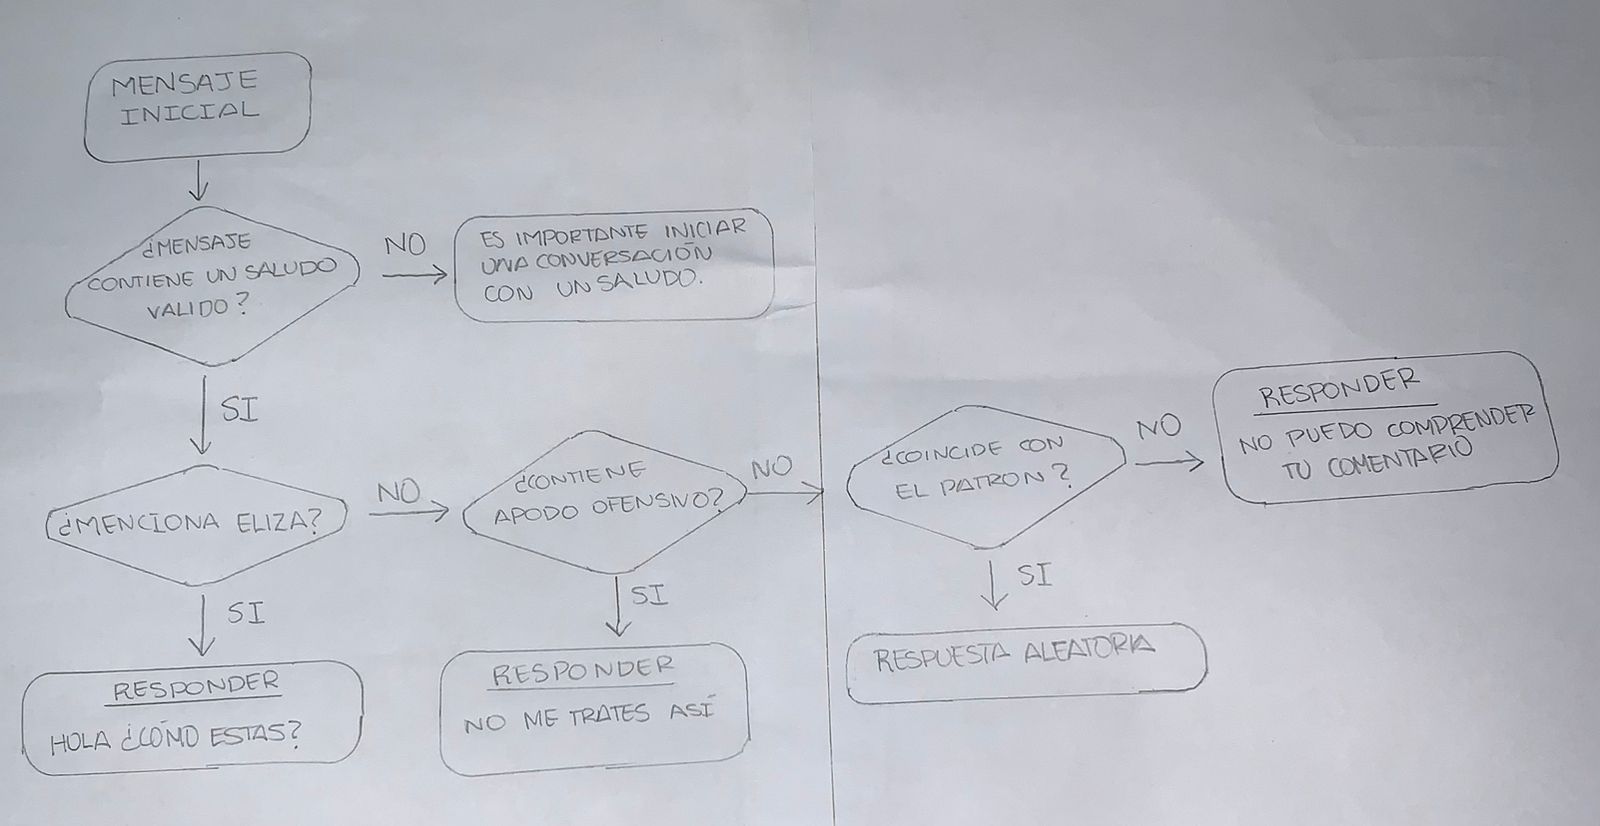 MENSAJE
INICIAL
¿MENSAJE
CONTIENE UN SALUDO
VALIDO?
NO
ES IMPORTANTE INICIAR
UNA CONVERSACIÓN
CON UN SALUDO.
SI
¿MENCIONA ELIZA?
NO
¿CONTIENE
APODO OFENSIVO?
NO
¿COINCIDE CON
EL PATRON?
NO
RESPONDER
NO PUEDO COMPRENDER
TU COMENTARIO
SI
RESPONDER
HOLA ¿CÓMO ESTAS?
SI
RESPONDER
NO ME TRATES ASÍ
SI
RESPUESTA ALEATORIA